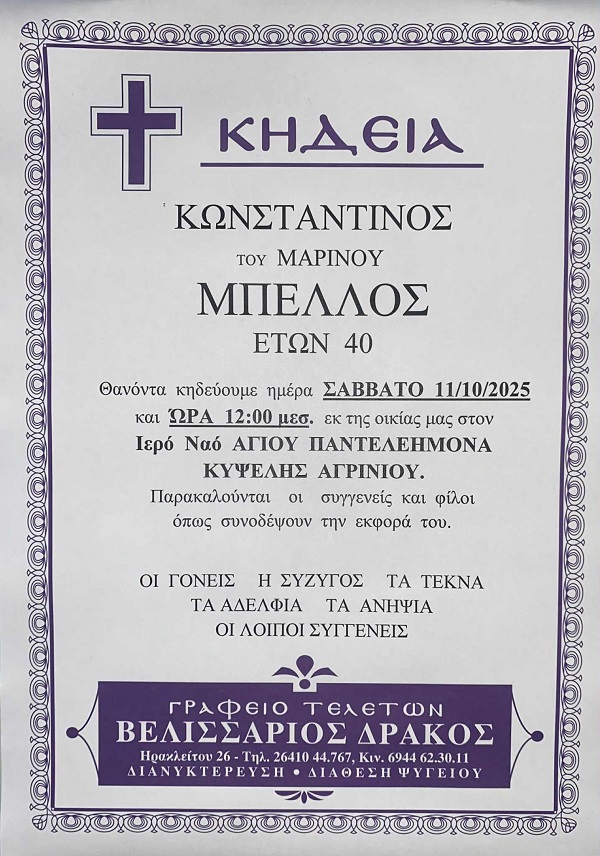 ΚΗΔΕΙΑ
ΚΩΝΣΤΑΝΤΙΝΟΣ
ΤΟΥ ΜΑΡΙΝΟΥ
ΜΠΕΛΛΟΣ
ΕΤΩΝ 40
Θανόντα κηδεύουμε ημέρα ΣΑΒΒΑΤΟ 11/10/2025
και ΏΡΑ 12:00 μεσ. εκ της οικίας μας στον
Ιερό Ναό ΑΓΙΟΥ ΠΑΝΤΕΛΕΗΜΟΝΑ
ΚΥΨΕΛΗΣ ΑΓΡΙΝΙΟΥ.
Παρακαλούνται οι συγγενείς και φίλοι
όπως συνοδέψουν την εκφορά του.
ΟΙ ΓΟΝΕΙΣ Η ΣΥΖΥΓΟΣ ΤΑ ΤΕΚΝΑ
ΤΑ ΑΔΕΛΦΙΑ ΤΑ ΑΝΗΨΙΑ
ΟΙ ΛΟΙΠΟΙ ΣΥΓΓΕΝΕΙΣ
ΓΡΑΦΕΙΟ ΤΕΛΕΤΩΝ
ΒΕΛΙΣΣΑΡΙΟΣ ΔΡΑΚΟΣ
Ηρακλείτου 26 - Τηλ. 26410 44.767, Κιν. 6944 62.30.11
ΔΙΑΝΥΚΤΕΡΕΥΣΗ • ΔΙΑΘΕΣΗ ΨΥΓΕΙΟΥ